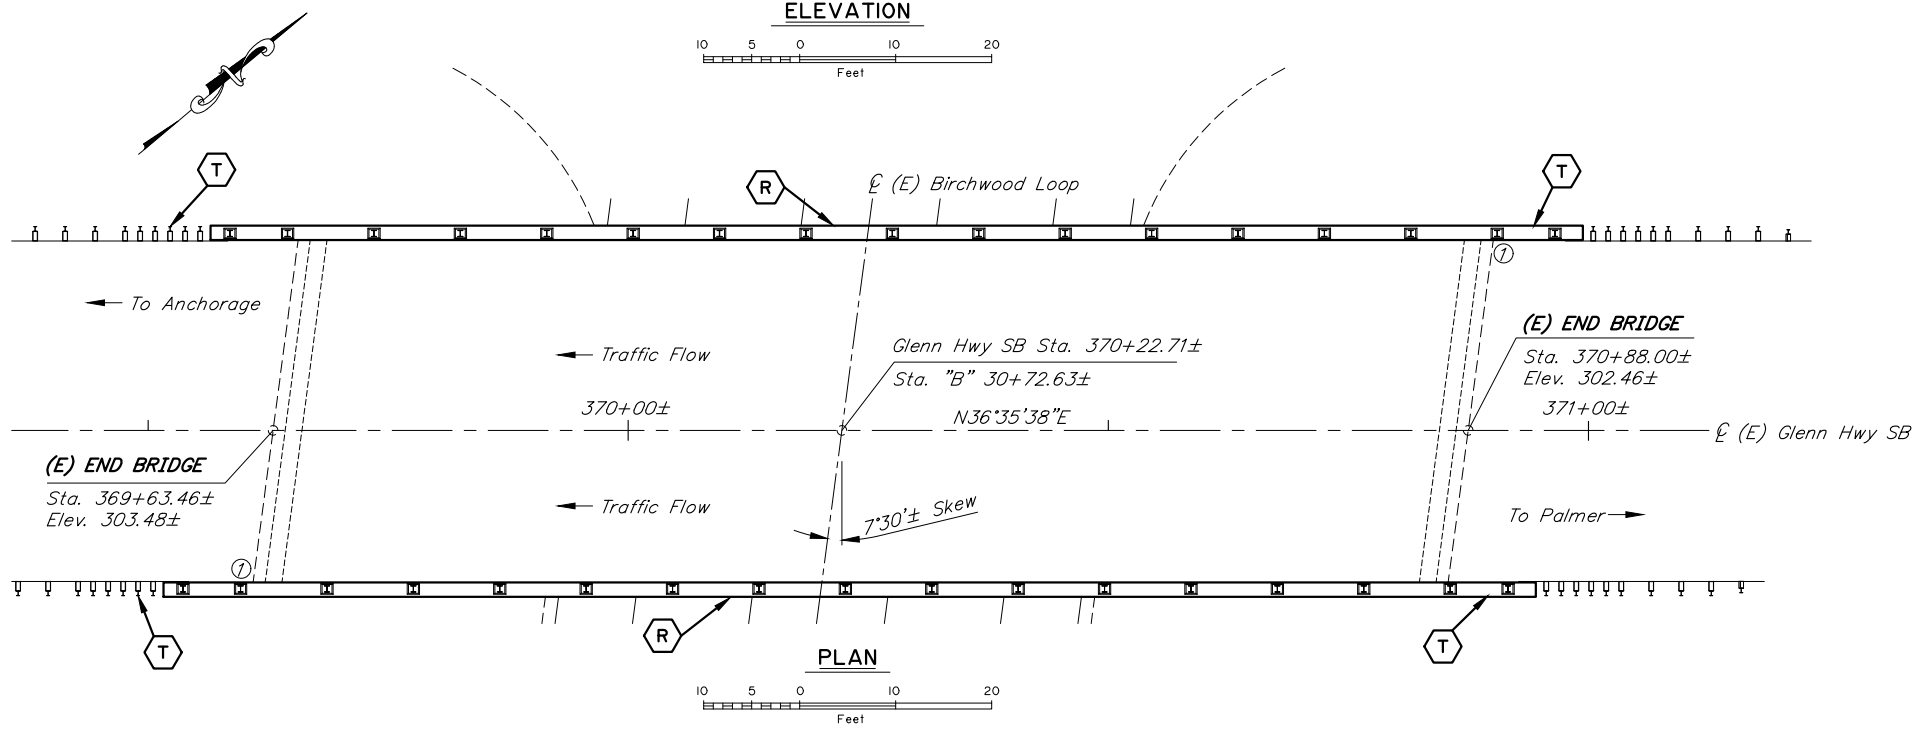 ELEVATION
10 5 0 10 20
Feet
T
R
℄ (E) Birchwood Loop
T
1
To Anchorage
Traffic Flow
Glenn Hwy SB Sta. 370+22.71±
Sta. "B" 30+72.63±
(E) END BRIDGE
Sta. 370+88.00±
Elev. 302.46±
370+00±
N36°35'38"E
371+00±
℄ (E) Glenn Hwy SB
(E) END BRIDGE
Sta. 369+63.46±
Elev. 303.48±
Traffic Flow
7°30'± Skew
To Palmer
1
T
R
T
PLAN
10 5 0 10 20
Feet